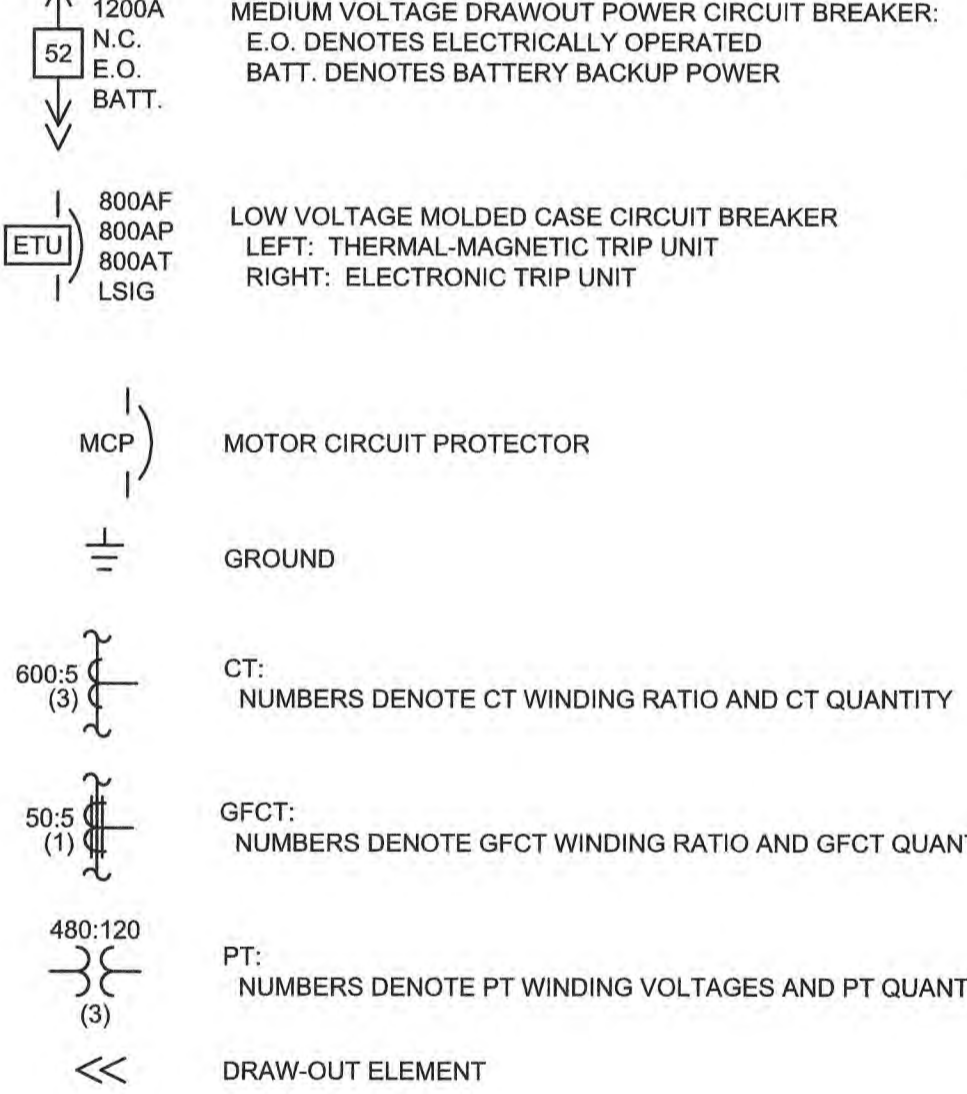 1200A
N.C.
52
E.O.
BATT.
MEDIUM VOLTAGE DRAWOUT POWER CIRCUIT BREAKER:
E.O. DENOTES ELECTRICALLY OPERATED
BATT. DENOTES BATTERY BACKUP POWER
800AF
800AP
ETU
800AT
LSIG
LOW VOLTAGE MOLDED CASE CIRCUIT BREAKER
LEFT: THERMAL-MAGNETIC TRIP UNIT
RIGHT: ELECTRONIC TRIP UNIT
MCP
MOTOR CIRCUIT PROTECTOR
GROUND
600:5
(3)
CT:
NUMBERS DENOTE CT WINDING RATIO AND CT QUANTITY
50:5
(1)
GFCT:
NUMBERS DENOTE GFCT WINDING RATIO AND GFCT QUAN
480:120
(3)
PT:
NUMBERS DENOTE PT WINDING VOLTAGES AND PT QUANT
DRAW-OUT ELEMENT